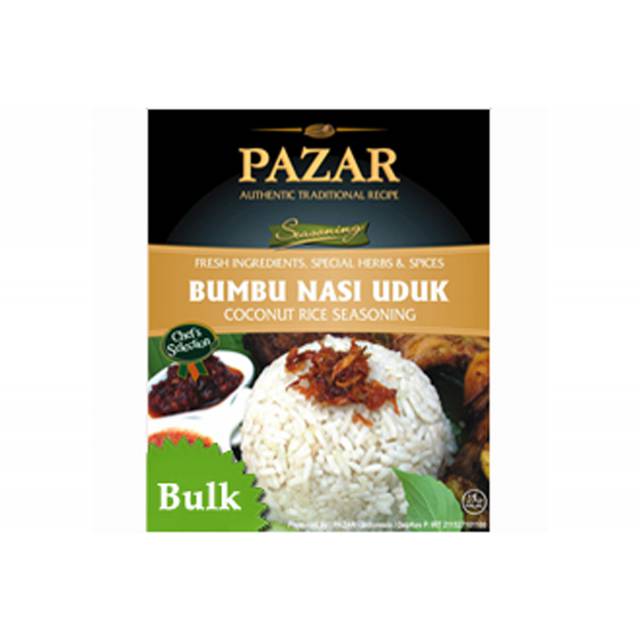 PAZAR
AUTHENTIC TRADITIONAL RECIPE
Seasoning
FRESH INGREDIENTS, SPECIAL HERBS & SPICES
BUMBU NASI UDUK
COCONUT RICE SEASONING
Chef's
Selection
Bulk
PAZAR